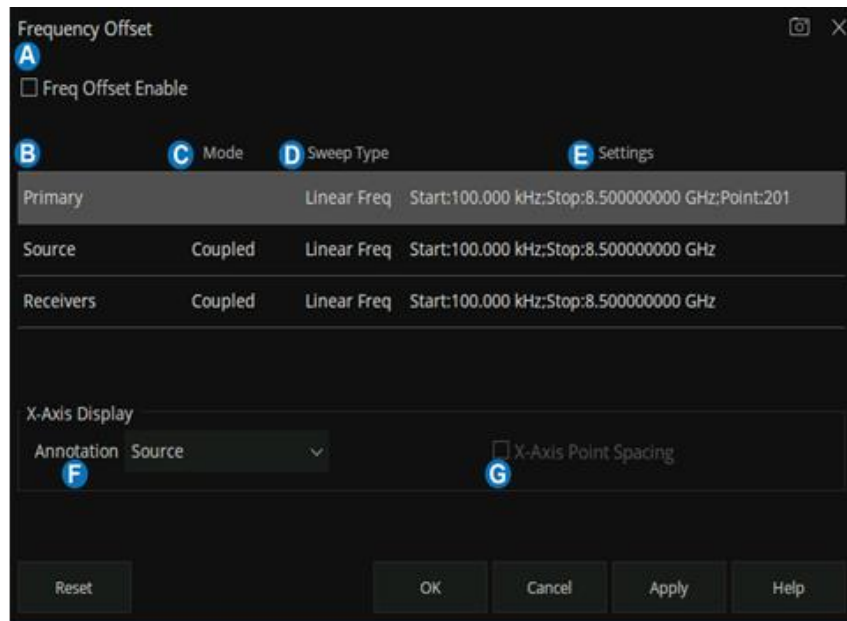 Frequency Offset
A
Freq Offset Enable
B C Mode D Sweep Type E Settings
Primary Linear Freq Start:100.000 kHz;Stop:8.500000000 GHz;Point:201
Source Coupled Linear Freq Start:100.000 kHz;Stop:8.500000000 GHz
Receivers Coupled Linear Freq Start:100.000 kHz;Stop:8.500000000 GHz
X-Axis Display
Annotation Source X-Axis Point Spacing
F G
Reset OK Cancel Apply Help